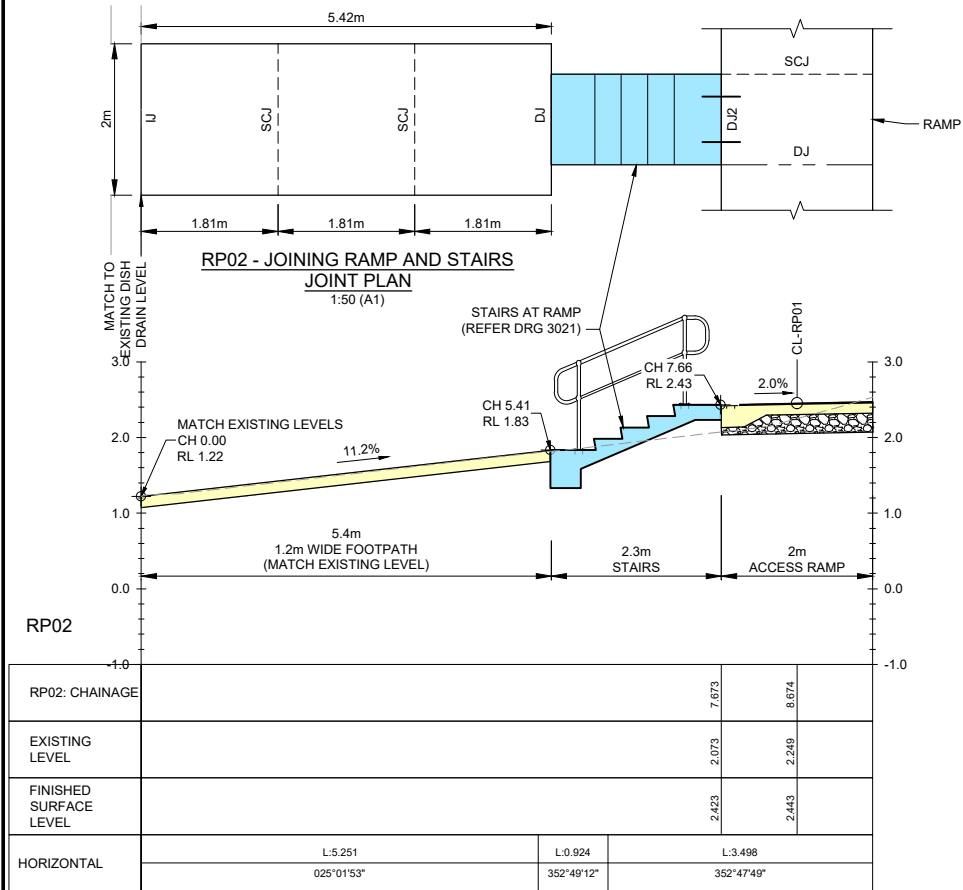 5.42m
2m
IJ
SCJ
SCJ
DJ
DJ2
SCJ
DJ
RAMP
1.81m
1.81m
1.81m
RP02 - JOINING RAMP AND STAIRS
JOINT PLAN
1:50 (A1)
MATCH TO
EXISTING DISH
DRAIN LEVEL
STAIRS AT RAMP
(REFER DRG 3021)
CL-RP01
3.0
3.0
CH 7.66
RL 2.43
2.0%
CH 5.41
RL 1.83
MATCH EXISTING LEVELS
CH 0.00
RL 1.22
11.2%
2.0
2.0
1.0
1.0
5.4m
1.2m WIDE FOOTPATH
(MATCH EXISTING LEVEL)
2.3m
STAIRS
2m
ACCESS RAMP
0.0
0.0
RP02
-1.0
-1.0
RP02: CHAINAGE
7.673
8.674
EXISTING
LEVEL
2.073
2.249
FINISHED
SURFACE
LEVEL
2.423
2.443
HORIZONTAL
L:5.251
L:0.924
L:3.498
025°01'53"
352°49'12"
352°47'49"